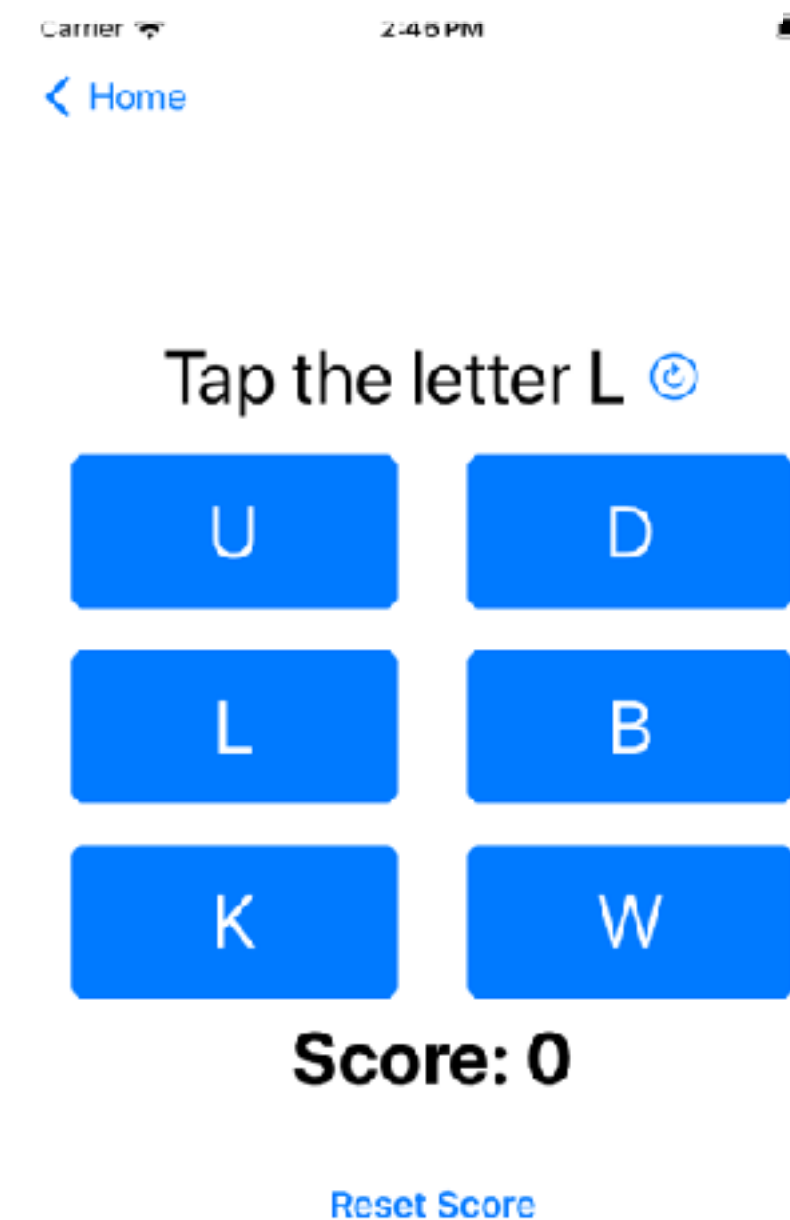 Carrier 2:46 PM
Home
Tap the letter L
U D
L B
K W
Score: 0
Reset Score